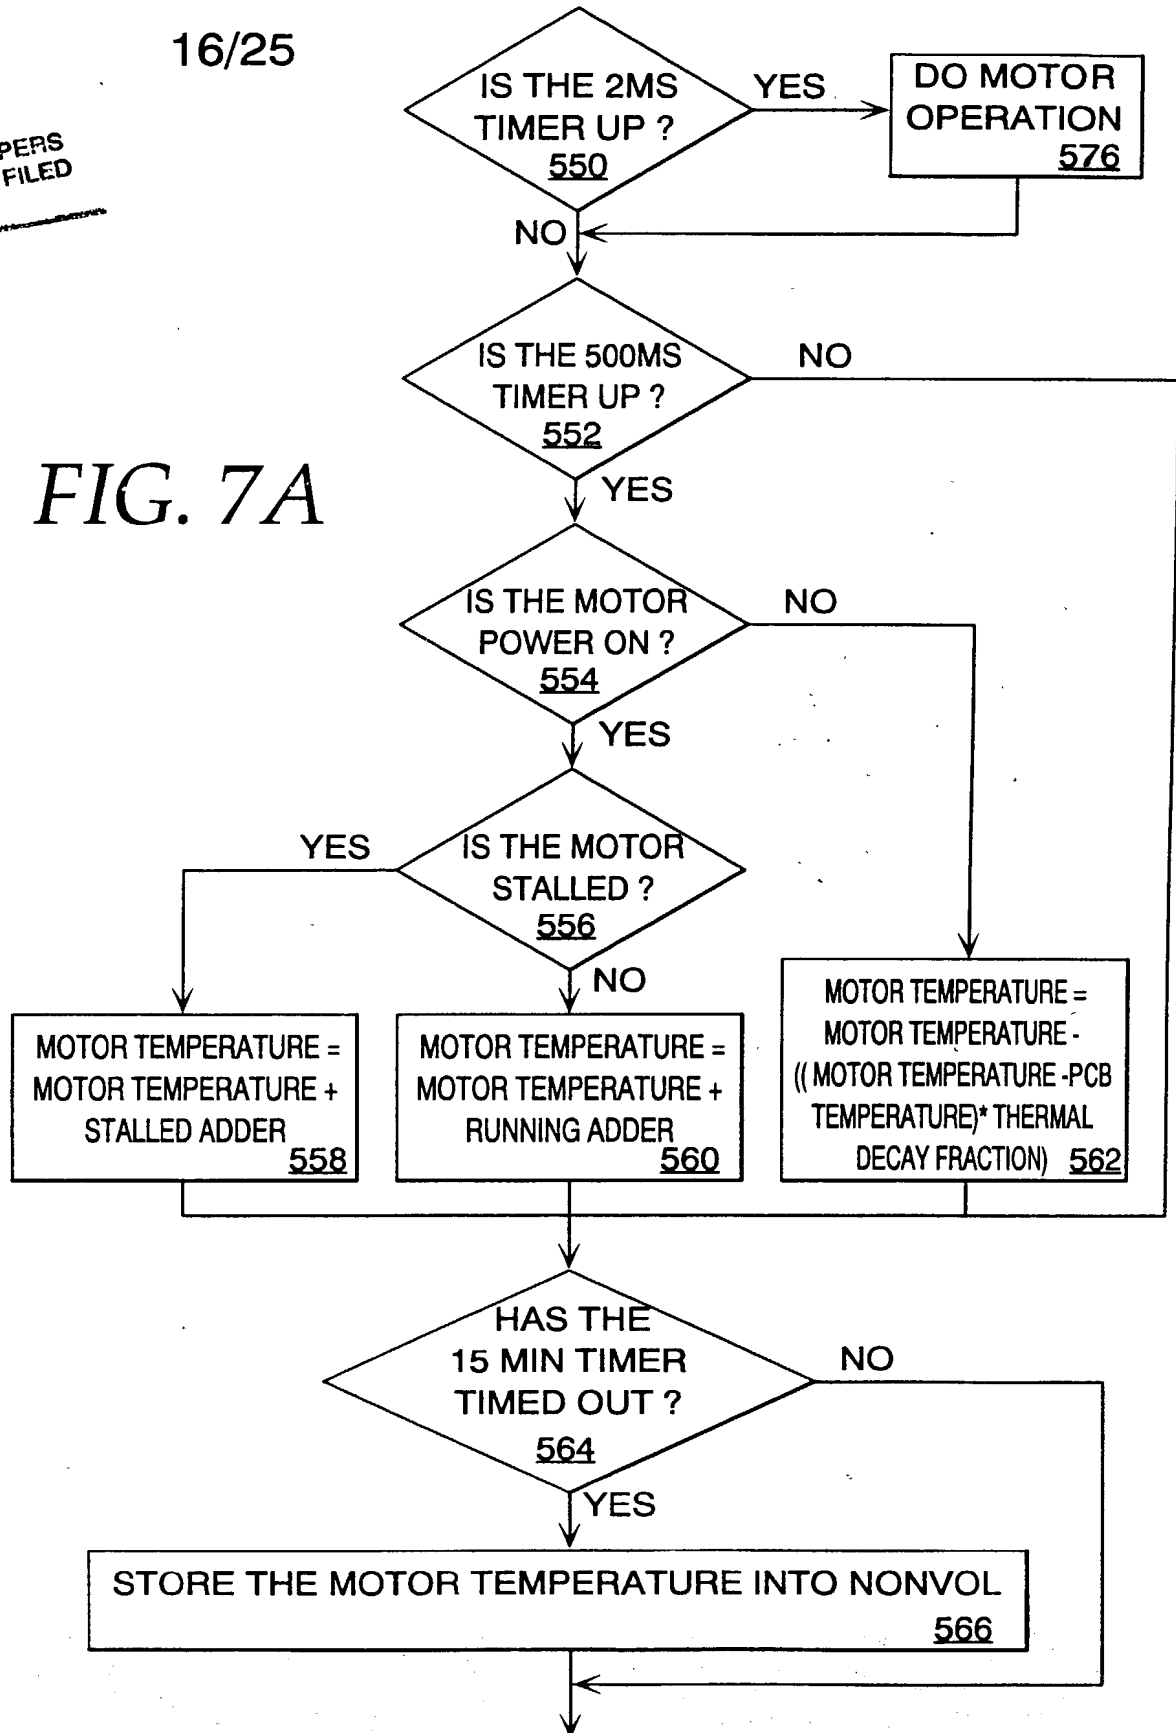 16/25
PERS
FILED
IS THE 2MS
TIMER UP ?
550
YES
DO MOTOR
OPERATION
576
NO
IS THE 500MS
TIMER UP ?
552
NO
YES
FIG. 7A
IS THE MOTOR
POWER ON ?
554
NO
YES
IS THE MOTOR
STALLED ?
556
YES
NO
MOTOR TEMPERATURE =
MOTOR TEMPERATURE +
STALLED ADDER
558
MOTOR TEMPERATURE =
MOTOR TEMPERATURE +
RUNNING ADDER
560
MOTOR TEMPERATURE =
MOTOR TEMPERATURE -
(( MOTOR TEMPERATURE -PCB
TEMPERATURE)* THERMAL
DECAY FRACTION) 562
HAS THE
15 MIN TIMER
TIMED OUT ?
564
NO
YES
STORE THE MOTOR TEMPERATURE INTO NONVOL
566